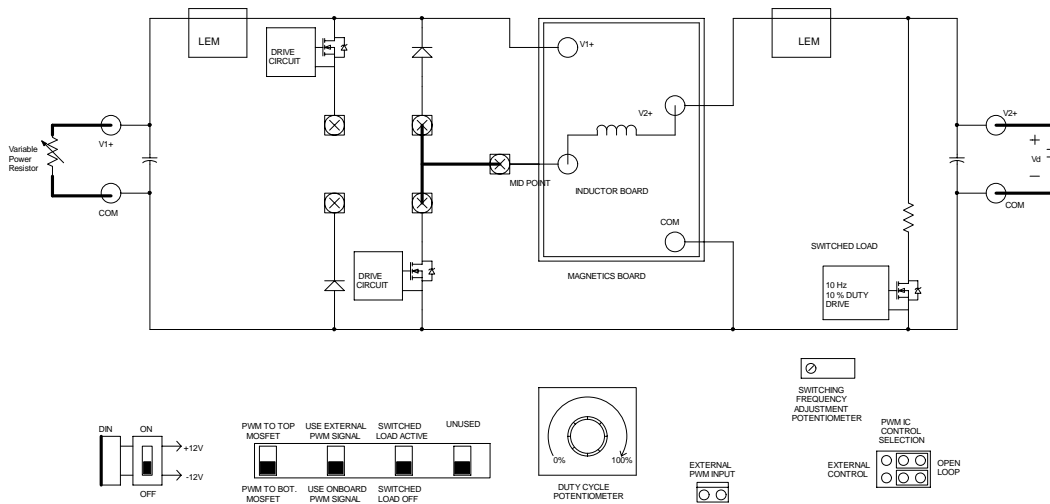 LEM
DRIVE
CIRCUIT
V1+
LEM
V2+
Variable
Power
Resistor
V1+
COM
MID POINT
INDUCTOR BOARD
COM
MAGNETICS BOARD
DRIVE
CIRCUIT
SWITCHED LOAD
10 Hz
10 % DUTY
DRIVE
V2+
+
Vd
−
COM
DIN
ON
+12V
-12V
OFF
PWM TO TOP
MOSFET
USE EXTERNAL
PWM SIGNAL
SWITCHED
LOAD ACTIVE
UNUSED
PWM TO BOT.
MOSFET
USE ONBOARD
PWM SIGNAL
SWITCHED
LOAD OFF
0%
100%
DUTY CYCLE
POTENTIOMETER
EXTERNAL
PWM INPUT
SWITCHING
FREQUENCY
ADJUSTMENT
POTENTIOMETER
PWM IC
CONTROL
SELECTION
EXTERNAL
CONTROL
OPEN
LOOP